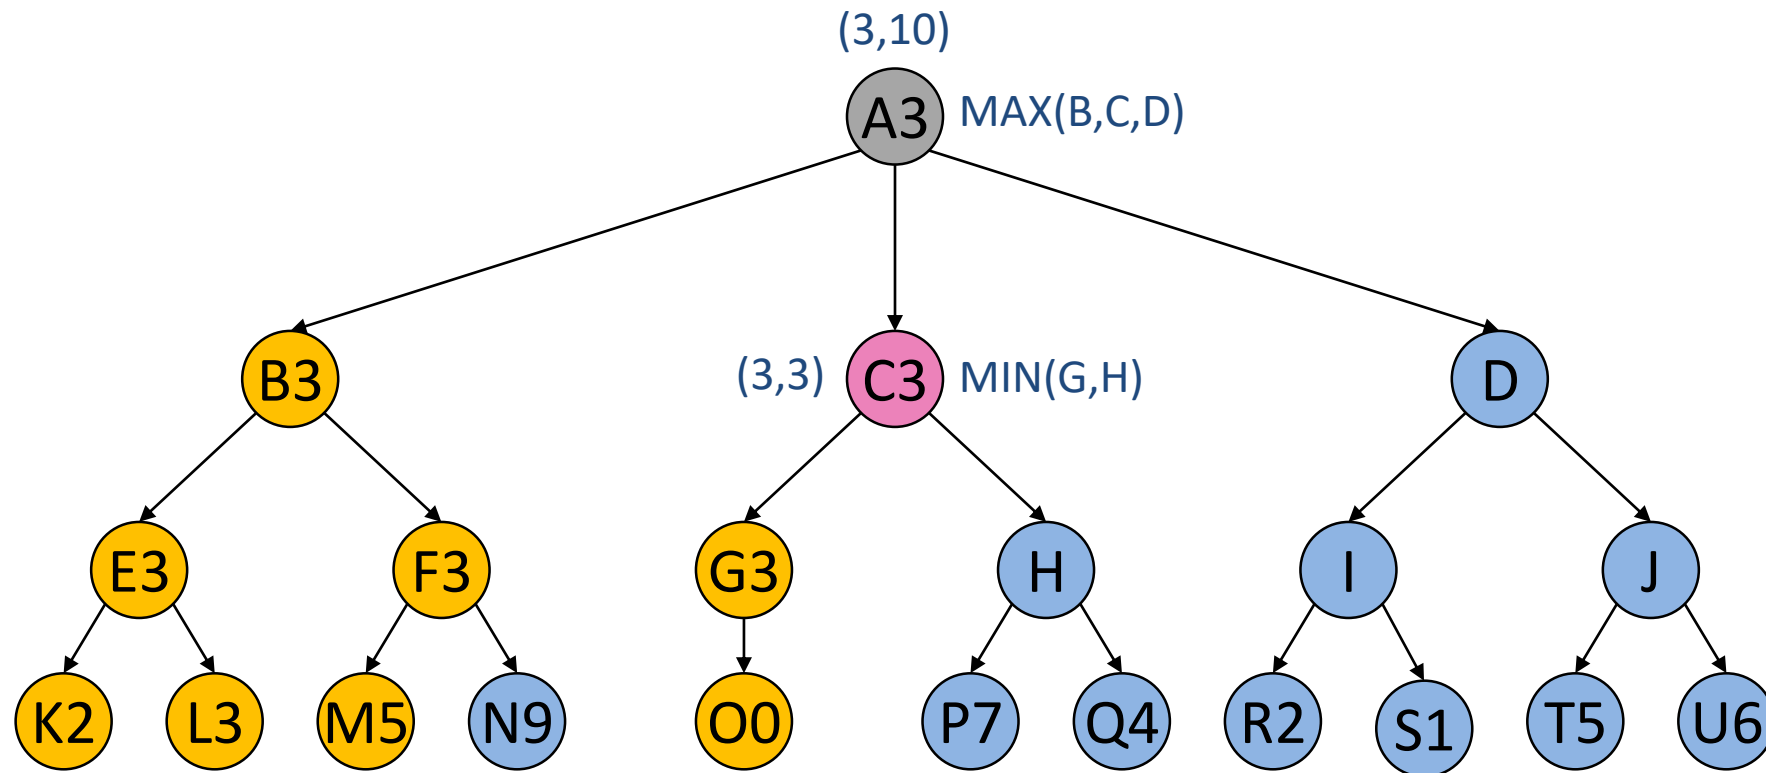 (3,10)
A3 MAX(B,C,D)
B3 (3,3) C3 MIN(G,H) D
E3 F3 G3 H I J
K2 L3 M5 N9 O0 P7 Q4 R2 S1 T5 U6